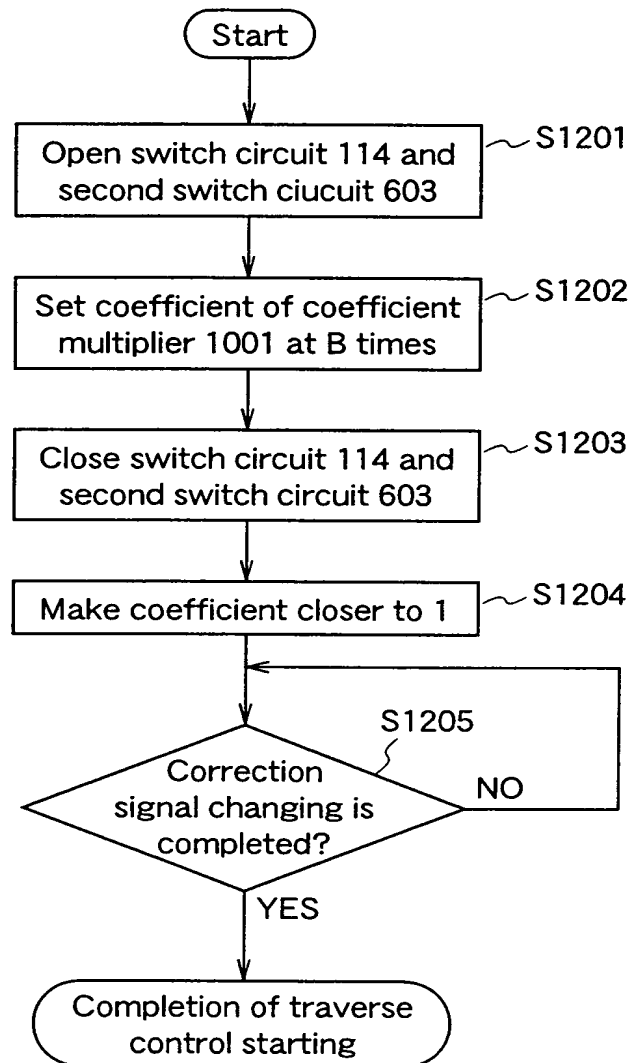 Start
Open switch circuit 114 and
second switch ciucuit 603
S1201
Set coefficient of coefficient
multiplier 1001 at B times
S1202
Close switch circuit 114 and
second switch circuit 603
S1203
Make coefficient closer to 1
S1204
S1205
Correction
signal changing is
completed?
NO
YES
Completion of traverse
control starting